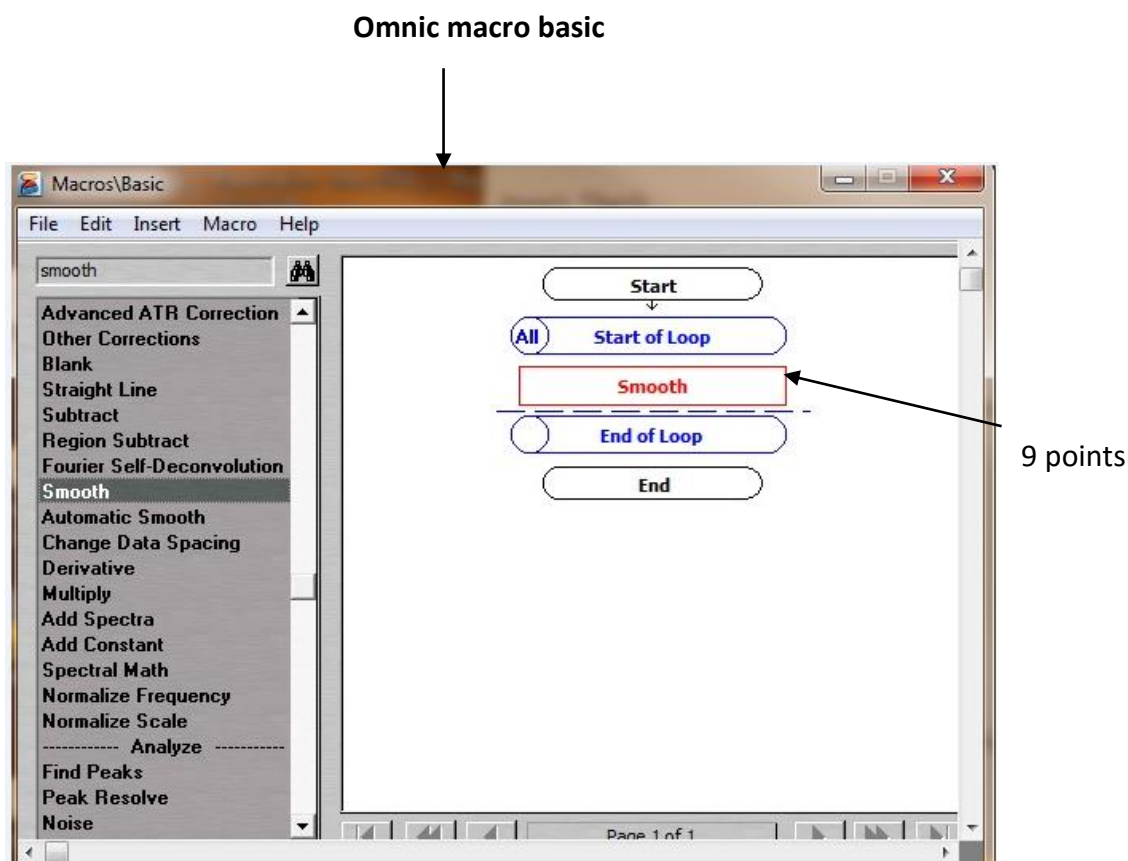 Omnic macro basic
Macros\Basic
File Edit Insert Macro Help
smooth
Advanced ATR Correction
Other Corrections
Blank
Straight Line
Subtract
Region Subtract
Fourier Self-Deconvolution
Smooth
Automatic Smooth
Change Data Spacing
Derivative
Multiply
Add Spectra
Add Constant
Spectral Math
Normalize Frequency
Normalize Scale
------------ Analyze -----------
Find Peaks
Peak Resolve
Noise
Start
All Start of Loop
Smooth
End of Loop
End
9 points
Page 1 of 1